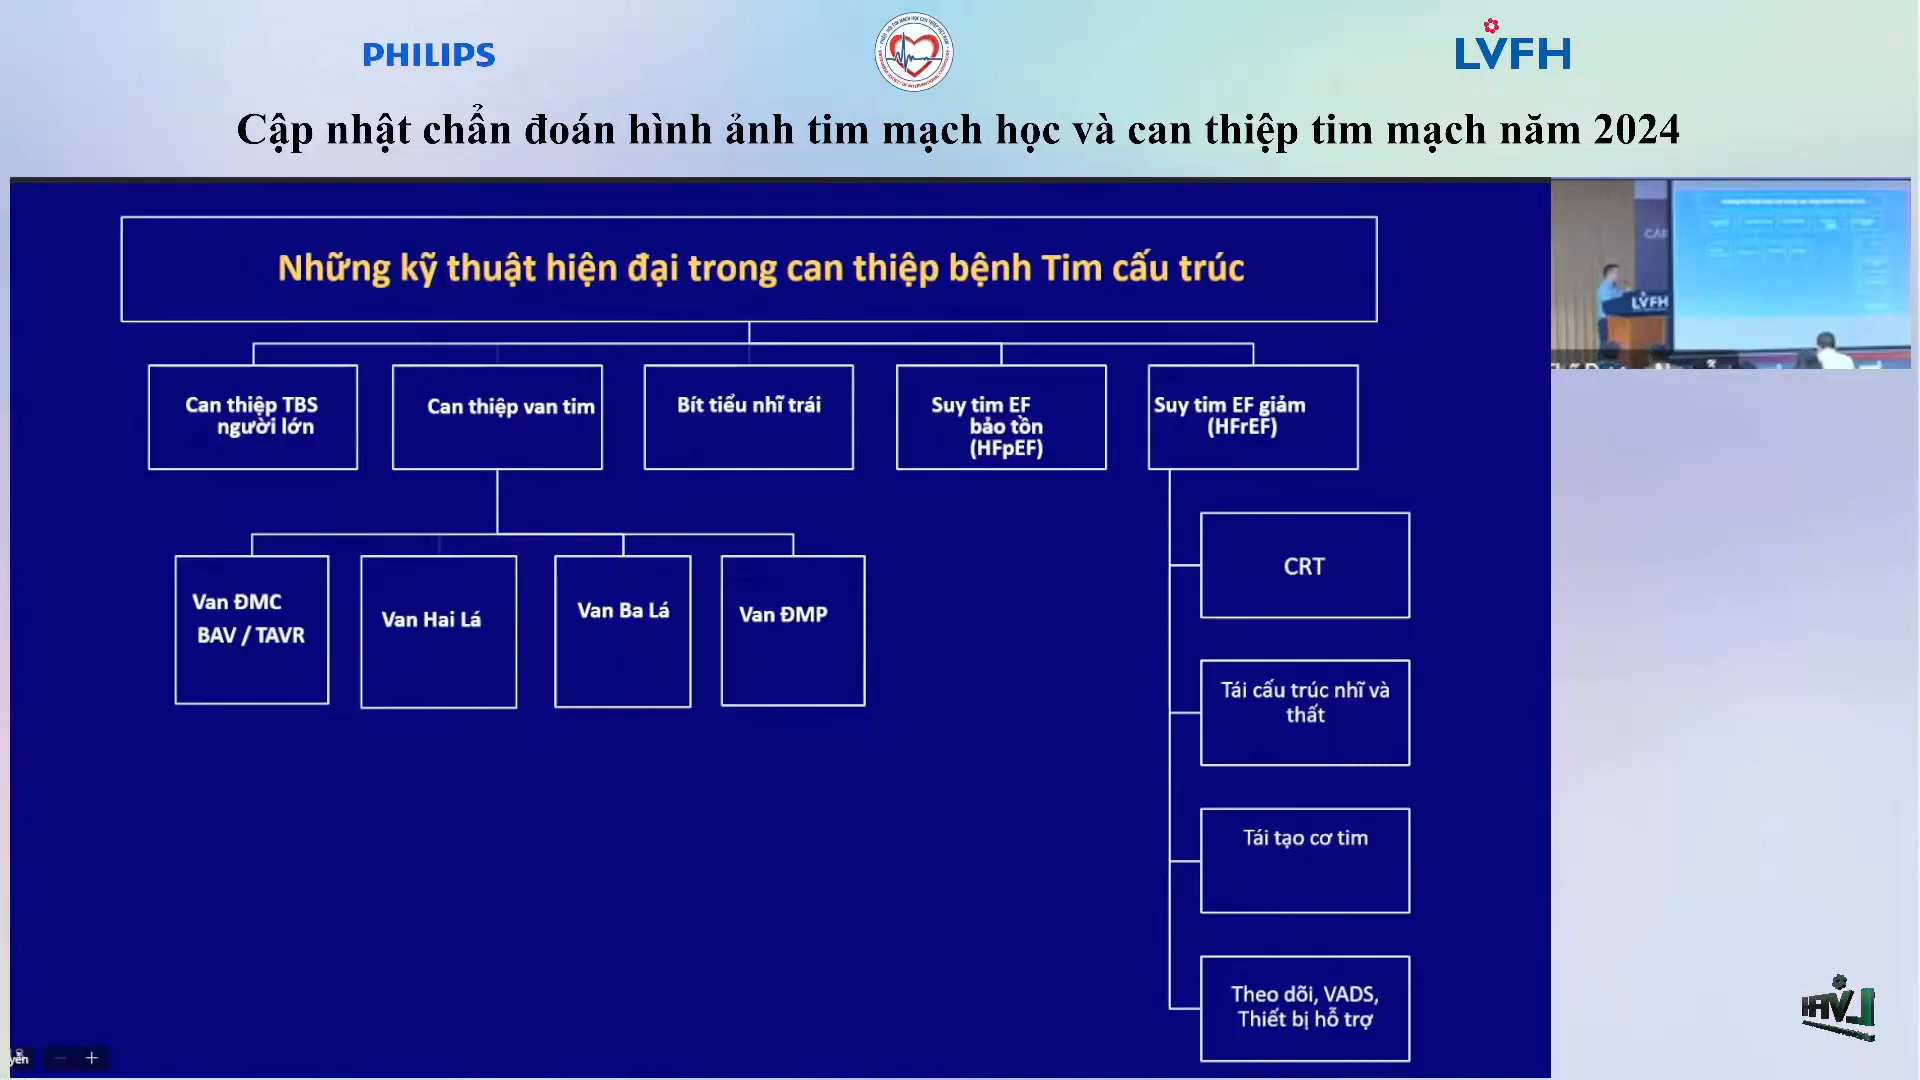 PHILIPS
LVFH
Cập nhật chẩn đoán hình ảnh tim mạch học và can thiệp tim mạch năm 2024
Những kỹ thuật hiện đại trong can thiệp bệnh Tim cấu trúc
Can thiệp TBS
người lớn
Can thiệp van tim
Bít tiểu nhĩ trái
Suy tim EF
bảo tồn
(HFpEF)
Suy tim EF giảm
(HFrEF)
Van ĐMC
BAV / TAVR
Van Hai Lá
Van Ba Lá
Van ĐMP
CRT
Tái cấu trúc nhĩ và
thất
Tái tạo cơ tim
Theo dõi, VADS,
Thiết bị hỗ trợ
LVFH